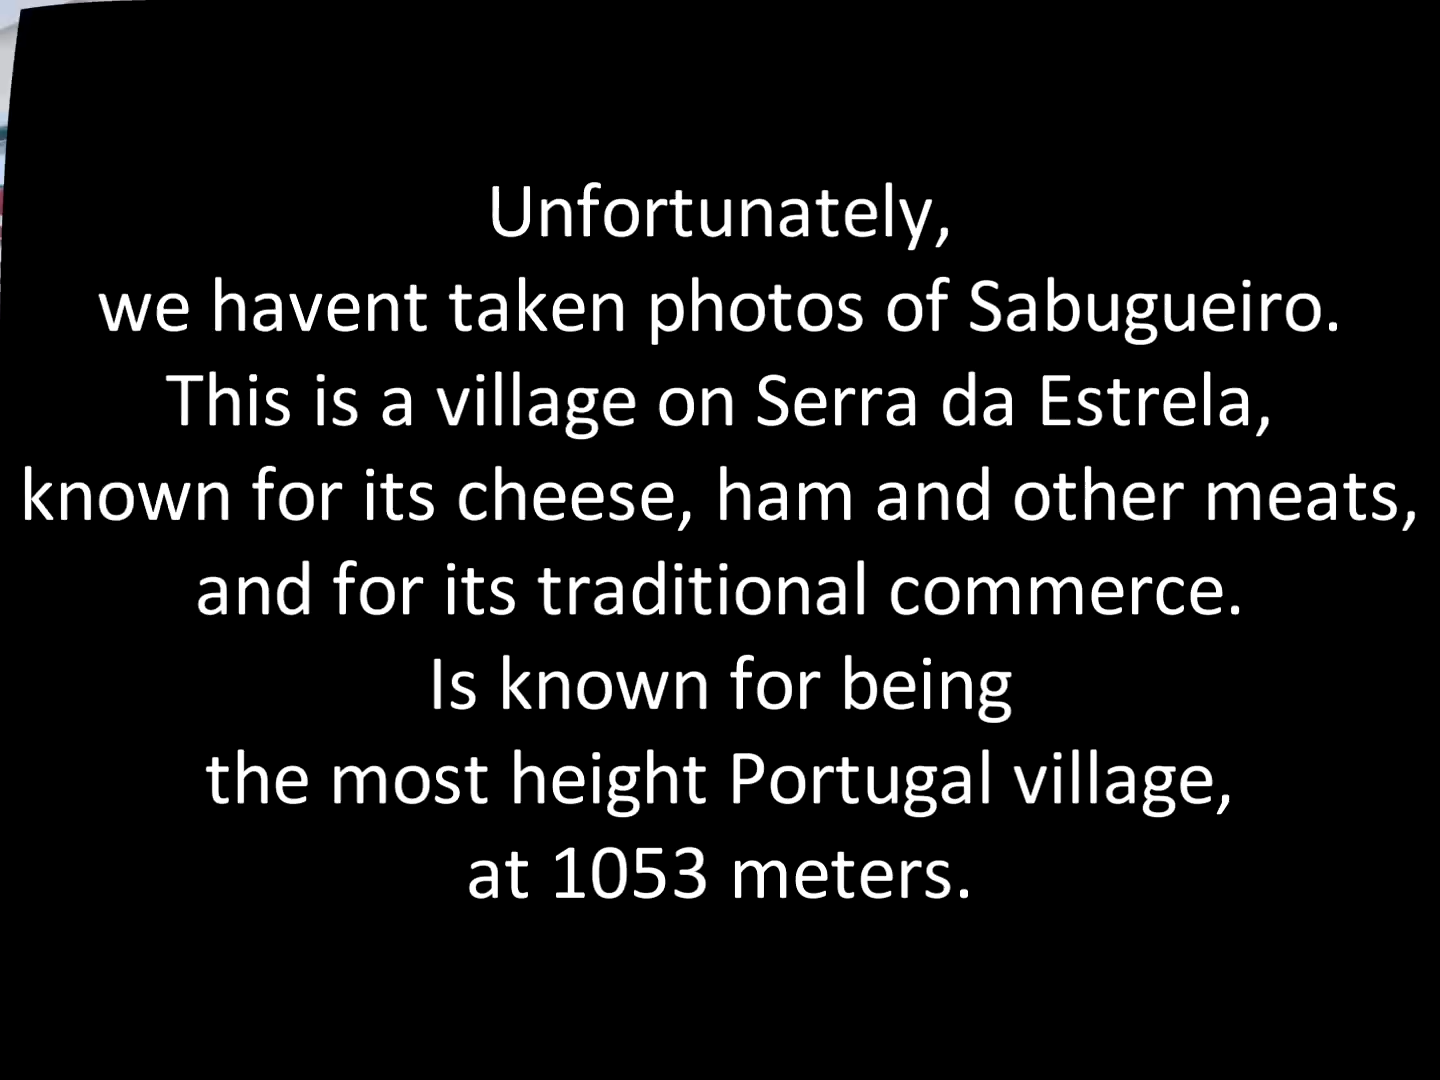 Unfortunately,
we havent taken photos of Sabugueiro.
This is a village on Serra da Estrela,
known for its cheese, ham and other meats,
and for its traditional commerce.
Is known for being
the most height Portugal village,
at 1053 meters.